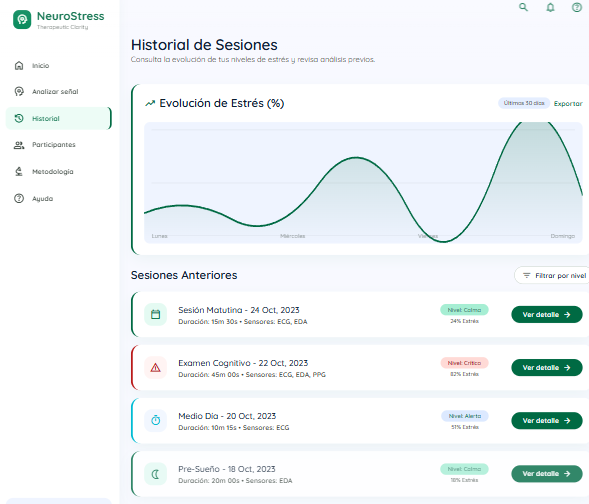 NeuroStress
Therapeutic Clarity
Inicio
Analizar señal
Historial
Participantes
Metodología
Ayuda
Historial de Sesiones
Consulta la evolución de tus niveles de estrés y revisa análisis previos.
Evolución de Estrés (%)
Últimos 30 días
Exportar
Lunes
Miércoles
Viernes
Domingo
Sesiones Anteriores
Filtrar por nivel
Sesión Matutina - 24 Oct, 2023
Duración: 15m 30s • Sensores: ECG, EDA
Nivel: Calma
24% Estrés
Ver detalle →
Examen Cognitivo - 22 Oct, 2023
Duración: 45m 00s • Sensores: ECG, EDA, PPG
Nivel: Crítico
82% Estrés
Ver detalle →
Medio Día - 20 Oct, 2023
Duración: 10m 15s • Sensores: ECG
Nivel: Alerta
51% Estrés
Ver detalle →
Pre-Sueño - 18 Oct, 2023
Duración: 20m 00s • Sensores: EDA
Nivel: Calma
18% Estrés
Ver detalle →